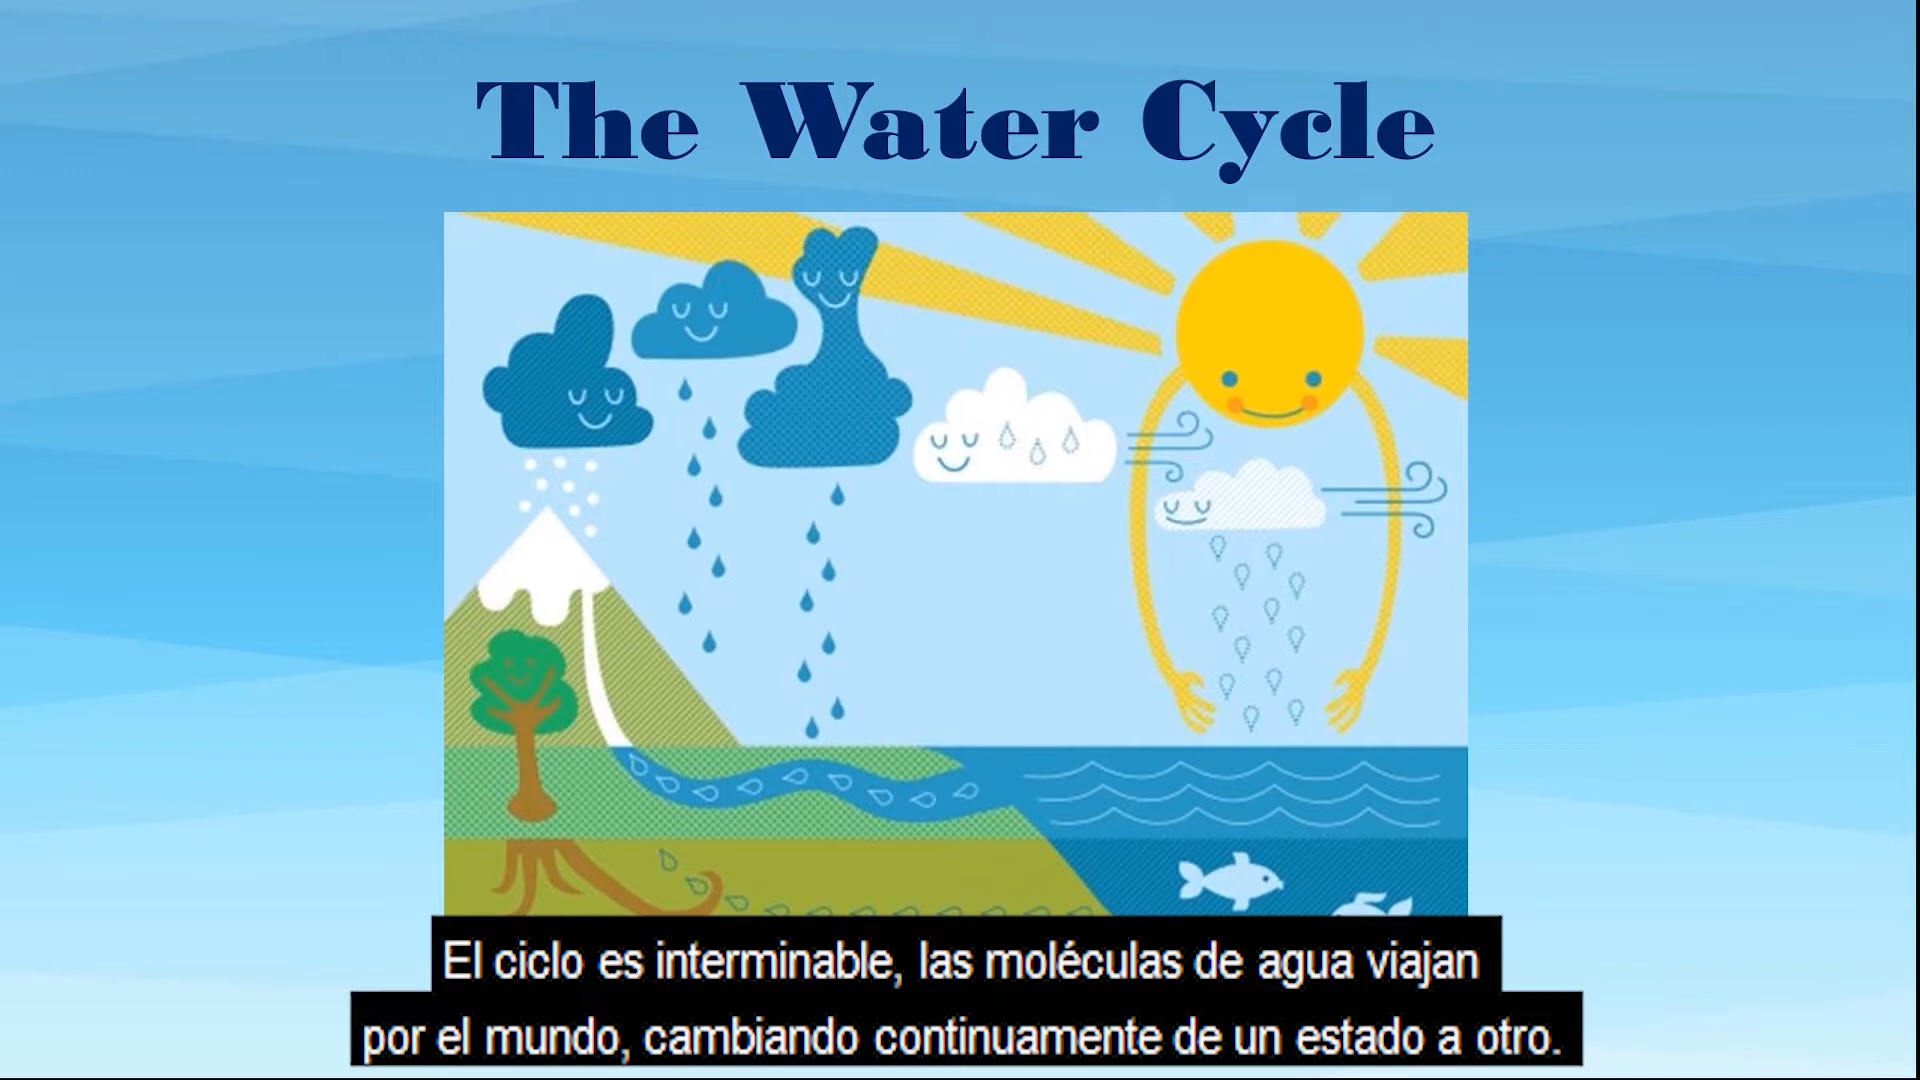 The Water Cycle
El ciclo es interminable, las moléculas de agua viajan
por el mundo, cambiando continuamente de un estado a otro.